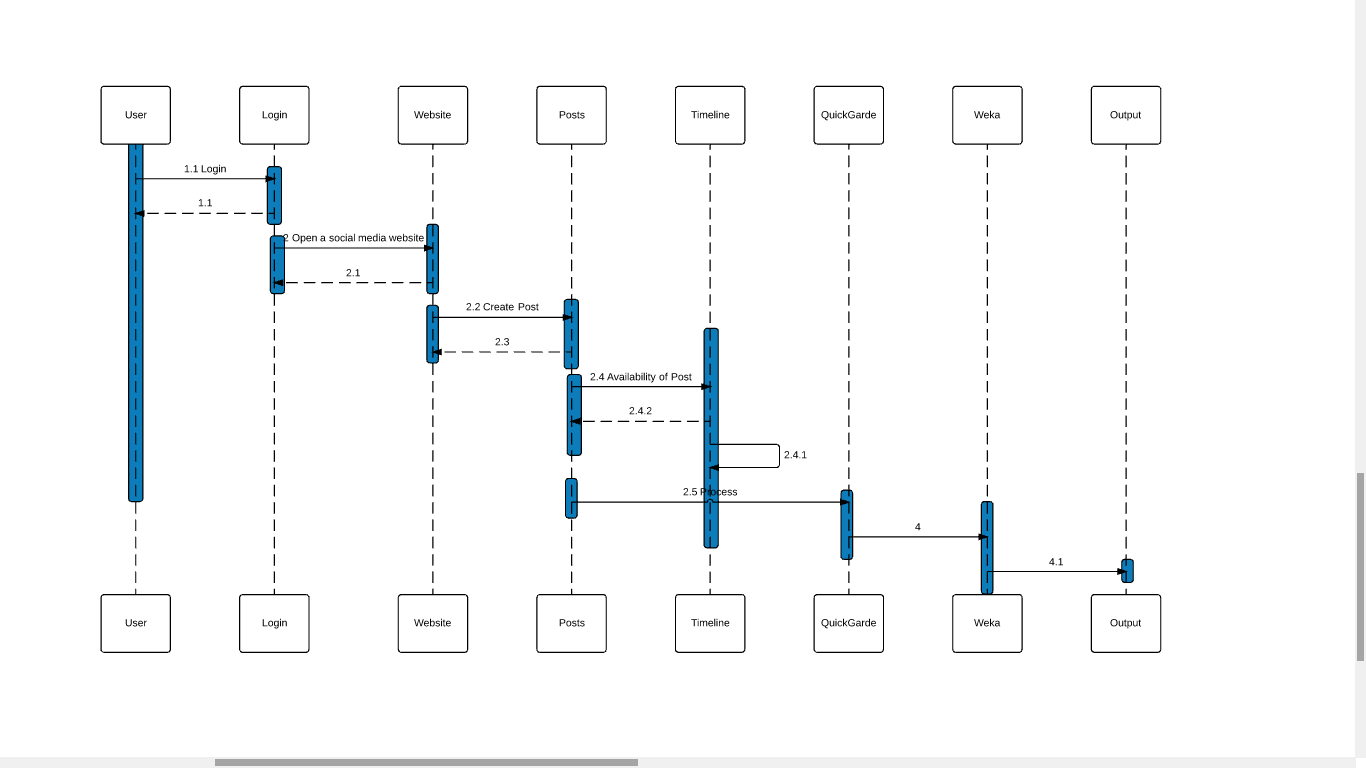 User
Login
Website
Posts
Timeline
QuickGarde
Weka
Output
1.1 Login
1.1
2 Open a social media website
2.1
2.2 Create Post
2.3
2.4 Availability of Post
2.4.2
2.4.1
2.5 Process
4
4.1
User
Login
Website
Posts
Timeline
QuickGarde
Weka
Output